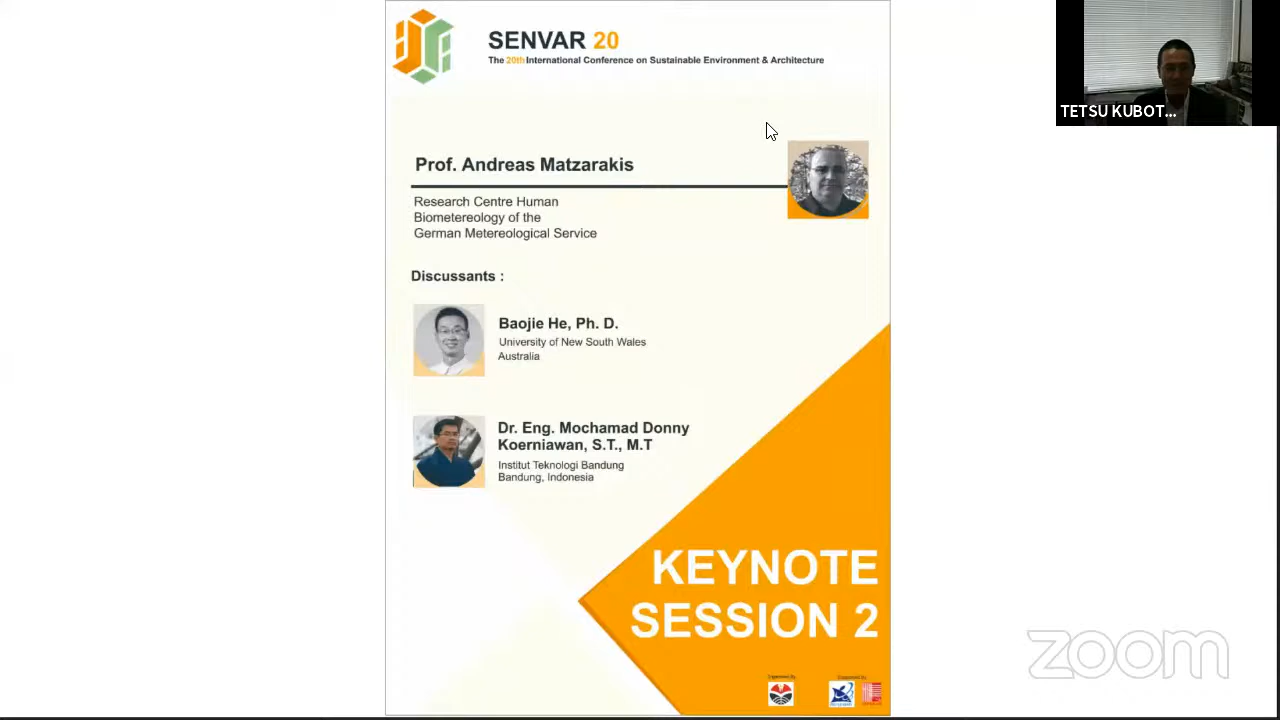 SENVAR 20
The 20th International Conference on Sustainable Environment & Architecture
TETSU KUBOT...
Prof. Andreas Matzarakis
Research Centre Human
Biometereology of the
German Metereological Service
Discussants :
Baojie He, Ph. D.
University of New South Wales
Australia
Dr. Eng. Mochamad Donny
Koerniawan, S.T., M.T
Institut Teknologi Bandung
Bandung, Indonesia
KEYNOTE
SESSION 2
zoom